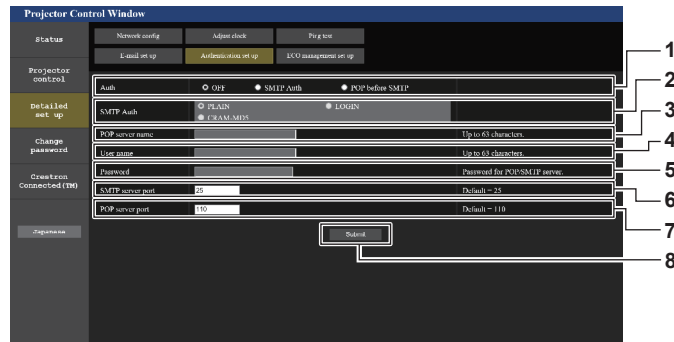 Projector Control Window
Status
Network config
Adjust clock
Ping test
E-mail set up
Authentication set up
ECO management set up
Projector
control
Detailed
set up
Change
password
Crestron
Connected(TM)
Japanese
Auth OFF SMTP Auth POP before SMTP
SMTP Auth PLAIN LOGIN
CRAM-MD5
POP server name Up to 63 characters.
User name Up to 63 characters.
Password Password for POP/SMTP server.
SMTP server port 25 Default = 25
POP server port 110 Default = 110
Submit
1
2
3
4
5
6
7
8